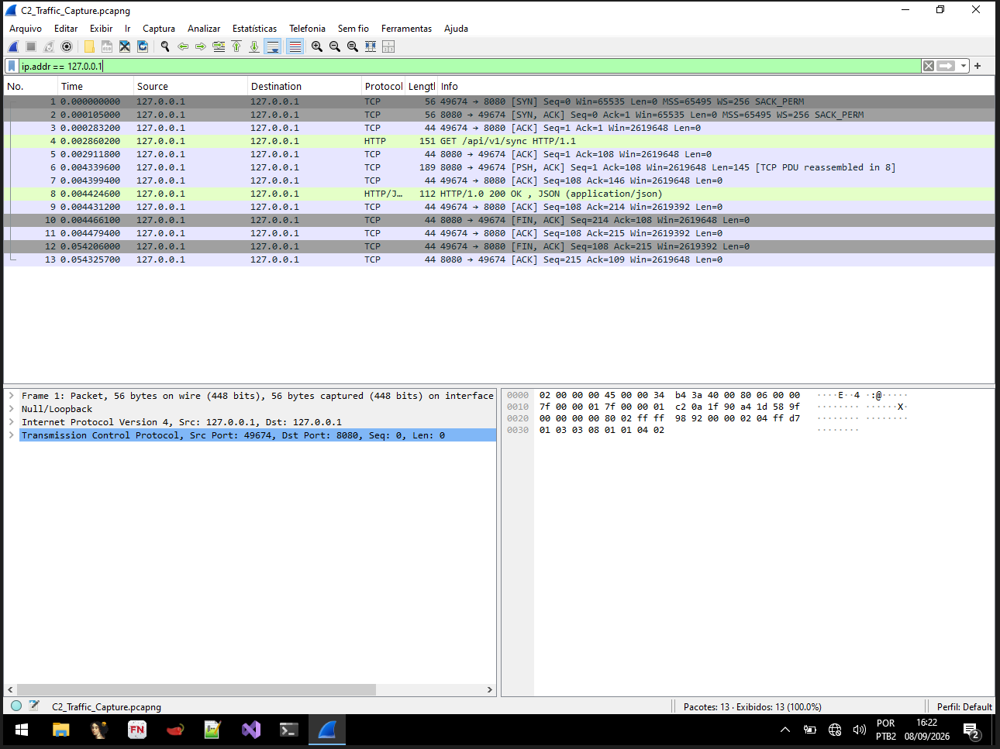 C2_Traffic_Capture.pcapng
Arquivo Editar Exibir Ir Captura Analizar Estatísticas Telefonia Sem fio Ferramentas Ajuda
ip.addr == 127.0.0.1
No. Time Source Destination Protocol Lengtl Info
1 0.000000000 127.0.0.1 127.0.0.1 TCP 56 49674 → 8080 [SYN] Seq=0 Win=65535 Len=0 MSS=65495 WS=256 SACK_PERM
2 0.000105000 127.0.0.1 127.0.0.1 TCP 56 8080 → 49674 [SYN, ACK] Seq=0 Ack=1 Win=65535 Len=0 MSS=65495 WS=256 SACK_PERM
3 0.000283200 127.0.0.1 127.0.0.1 TCP 44 49674 → 8080 [ACK] Seq=1 Ack=1 Win=2619648 Len=0
4 0.002860200 127.0.0.1 127.0.0.1 HTTP 151 GET /api/v1/sync HTTP/1.1
5 0.002911800 127.0.0.1 127.0.0.1 TCP 44 8080 → 49674 [ACK] Seq=1 Ack=108 Win=2619648 Len=0
6 0.004339600 127.0.0.1 127.0.0.1 TCP 189 8080 → 49674 [PSH, ACK] Seq=1 Ack=108 Win=2619648 Len=145 [TCP PDU reassembled in 8]
7 0.004399400 127.0.0.1 127.0.0.1 TCP 44 49674 → 8080 [ACK] Seq=108 Ack=146 Win=2619648 Len=0
8 0.004424600 127.0.0.1 127.0.0.1 HTTP/J… 112 HTTP/1.0 200 OK , JSON (application/json)
9 0.004431200 127.0.0.1 127.0.0.1 TCP 44 49674 → 8080 [ACK] Seq=108 Ack=214 Win=2619392 Len=0
10 0.004466100 127.0.0.1 127.0.0.1 TCP 44 8080 → 49674 [FIN, ACK] Seq=214 Ack=108 Win=2619648 Len=0
11 0.004479400 127.0.0.1 127.0.0.1 TCP 44 49674 → 8080 [ACK] Seq=108 Ack=215 Win=2619392 Len=0
12 0.054206000 127.0.0.1 127.0.0.1 TCP 44 49674 → 8080 [FIN, ACK] Seq=108 Ack=215 Win=2619392 Len=0
13 0.054325700 127.0.0.1 127.0.0.1 TCP 44 8080 → 49674 [ACK] Seq=215 Ack=109 Win=2619648 Len=0
Frame 1: Packet, 56 bytes on wire (448 bits), 56 bytes captured (448 bits) on interface
Null/Loopback
Internet Protocol Version 4, Src: 127.0.0.1, Dst: 127.0.0.1
Transmission Control Protocol, Src Port: 49674, Dst Port: 8080, Seq: 0, Len: 0
0000 02 00 00 00 45 00 00 34 b4 3a 40 00 80 06 00 00 ····E··4 ·:@·····
0010 7f 00 00 01 7f 00 00 01 c2 0a 1f 90 a4 1d 58 9f ········ ······X·
0020 00 00 00 00 80 02 ff ff 98 92 00 00 02 04 ff d7 ········ ········
0030 01 03 03 08 01 01 04 02 ········
C2_Traffic_Capture.pcapng
Pacotes: 13 · Exibidos: 13 (100.0%)
Perfil: Default
FN
POR
PTB2
16:22
08/09/2026
2